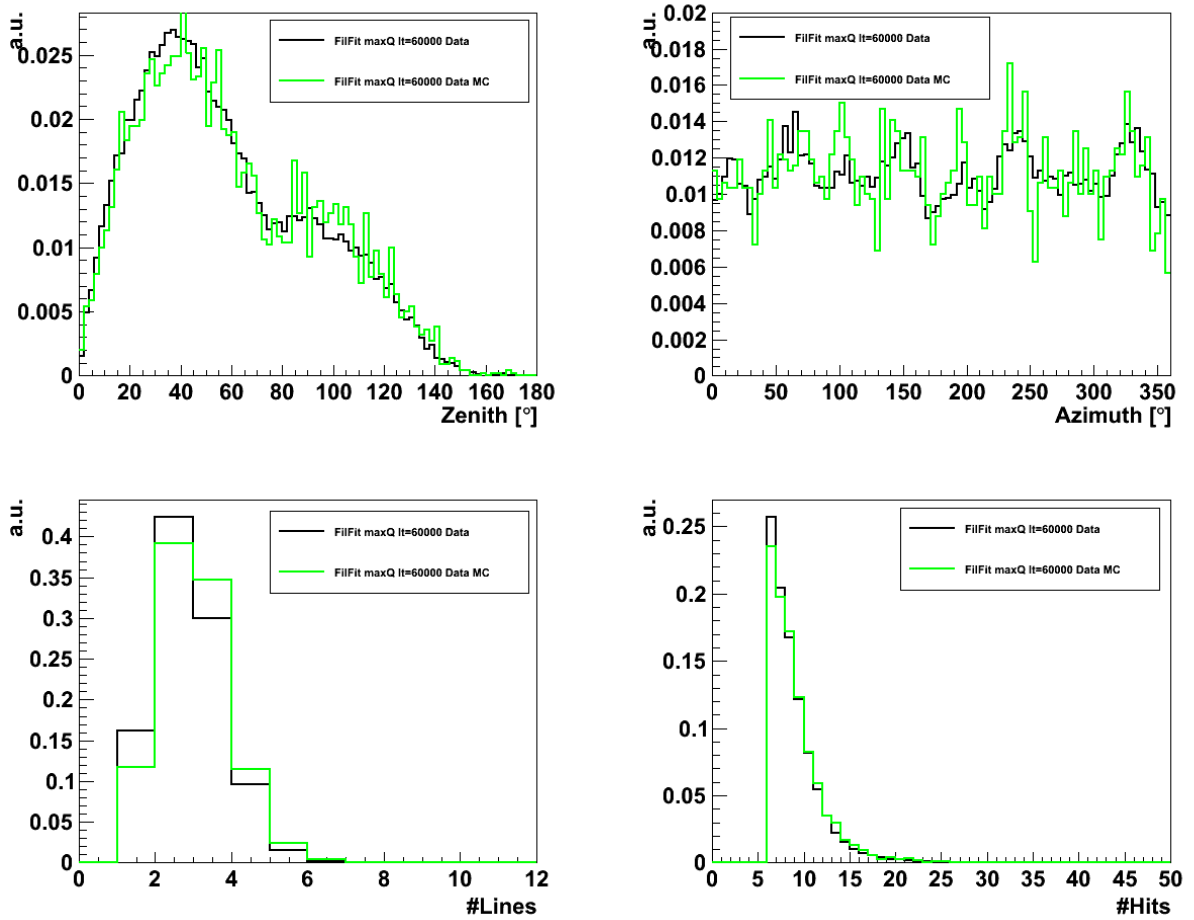 a.u.
FilFit maxQ lt=60000 Data
FilFit maxQ lt=60000 Data MC
0.025
0.02
0.015
0.01
0.005
0
0 20 40 60 80 100 120 140 160 180
Zenith [°]
a.u.
FilFit maxQ lt=60000 Data
FilFit maxQ lt=60000 Data MC
0.02
0.018
0.016
0.014
0.012
0.01
0.008
0.006
0.004
0.002
0
0 50 100 150 200 250 300 350
Azimuth [°]
a.u.
FilFit maxQ lt=60000 Data
FilFit maxQ lt=60000 Data MC
0.4
0.35
0.3
0.25
0.2
0.15
0.1
0.05
0
0 2 4 6 8 10 12
#Lines
a.u.
FilFit maxQ lt=60000 Data
FilFit maxQ lt=60000 Data MC
0.25
0.2
0.15
0.1
0.05
0
0 5 10 15 20 25 30 35 40 45 50
#Hits